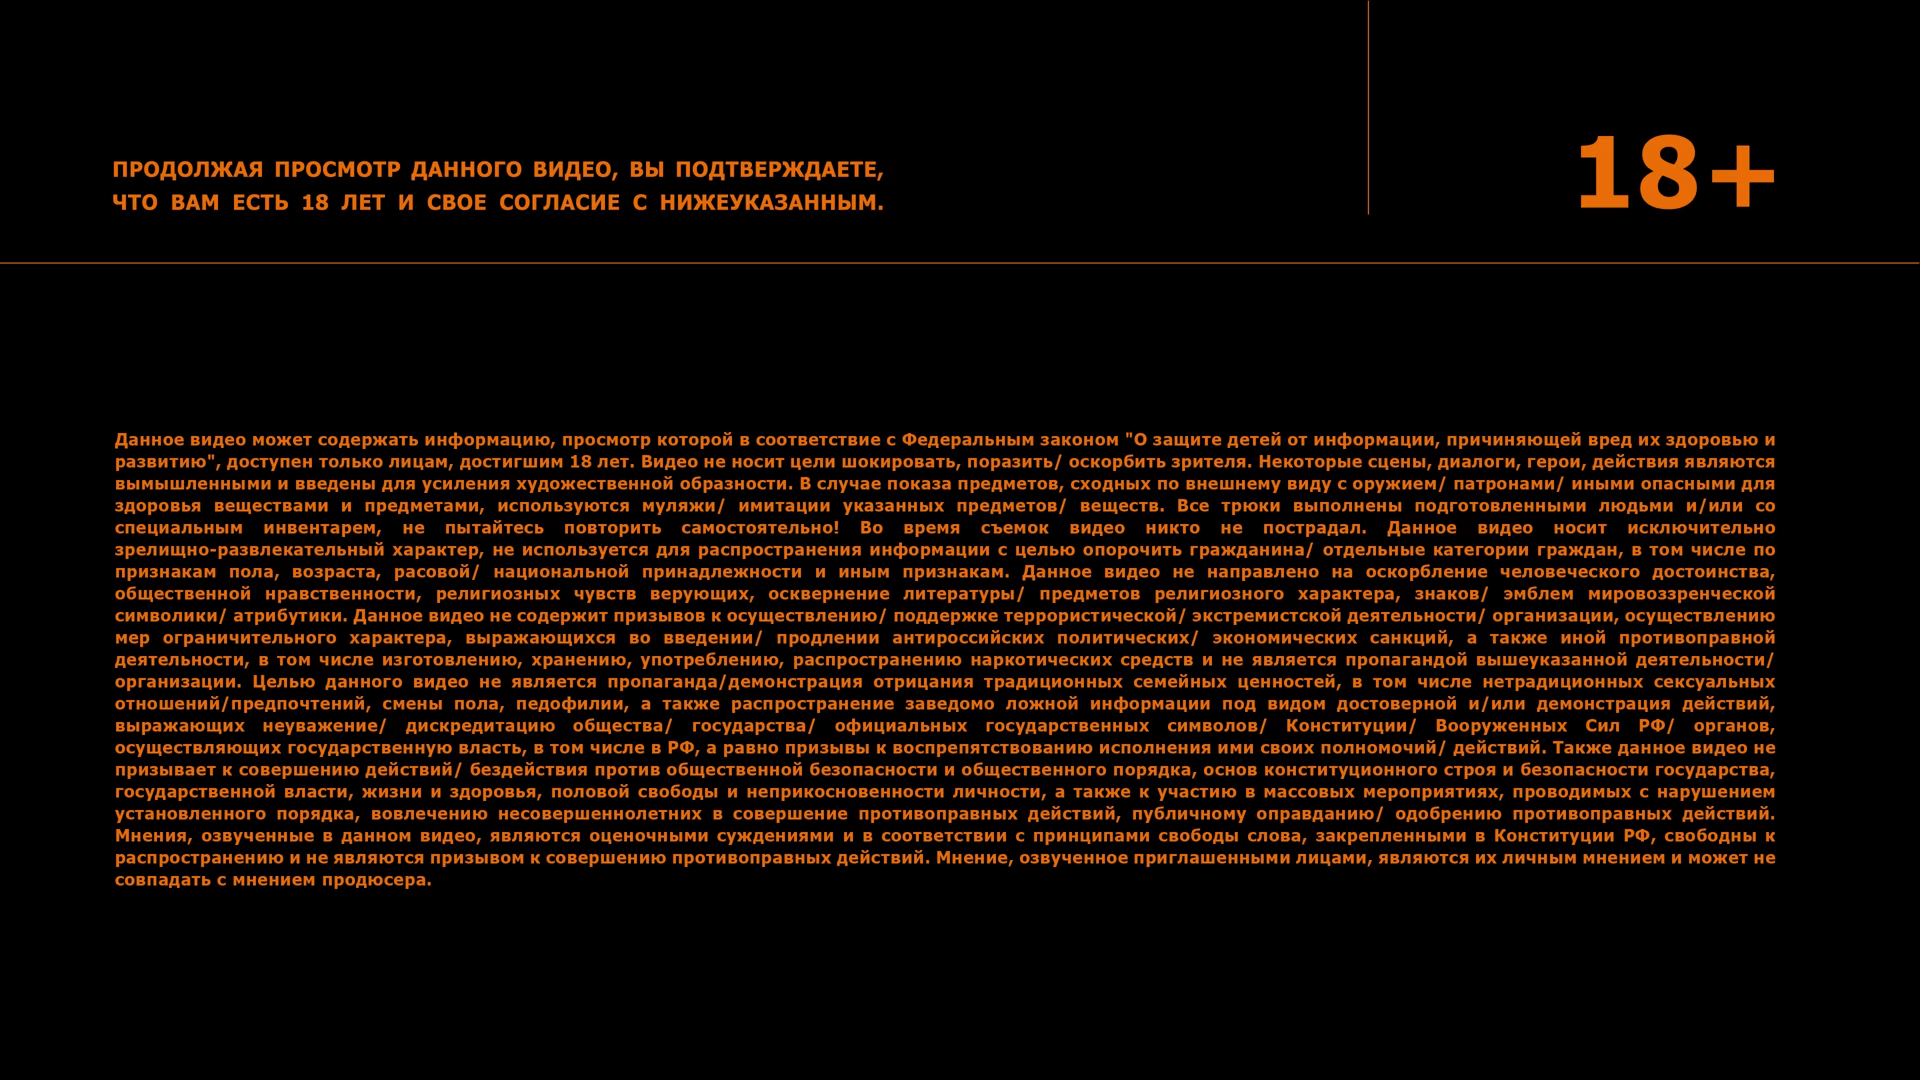 ПРОДОЛЖАЯ ПРОСМОТР ДАННОГО ВИДЕО, ВЫ ПОДТВЕРЖДАЕТЕ,
ЧТО ВАМ ЕСТЬ 18 ЛЕТ И СВОЕ СОГЛАСИЕ С НИЖЕУКАЗАННЫМ.
18+
Данное видео может содержать информацию, просмотр которой в соответствие с Федеральным законом "О защите детей от информации, причиняющей вред их здоровью и
развитию", доступен только лицам, достигшим 18 лет. Видео не носит цели шокировать, поразить/ оскорбить зрителя. Некоторые сцены, диалоги, герои, действия являются
вымышленными и введены для усиления художественной образности. В случае показа предметов, сходных по внешнему виду с оружием/ патронами/ иными опасными для
здоровья веществами и предметами, используются муляжи/ имитации указанных предметов/ веществ. Все трюки выполнены подготовленными людьми и/или со
специальным инвентарем, не пытайтесь повторить самостоятельно! Во время съемок видео никто не пострадал. Данное видео носит исключительно
зрелищно-развлекательный характер, не используется для распространения информации с целью опорочить гражданина/ отдельные категории граждан, в том числе по
признакам пола, возраста, расовой/ национальной принадлежности и иным признакам. Данное видео не направлено на оскорбление человеческого достоинства,
общественной нравственности, религиозных чувств верующих, осквернение литературы/ предметов религиозного характера, знаков/ эмблем мировоззренческой
символики/ атрибутики. Данное видео не содержит призывов к осуществлению/ поддержке террористической/ экстремистской деятельности/ организации, осуществлению
мер ограничительного характера, выражающихся во введении/ продлении антироссийских политических/ экономических санкций, а также иной противоправной
деятельности, в том числе изготовлению, хранению, употреблению, распространению наркотических средств и не является пропагандой вышеуказанной деятельности/
организации. Целью данного видео не является пропаганда/демонстрация отрицания традиционных семейных ценностей, в том числе нетрадиционных сексуальных
отношений/предпочтений, смены пола, педофилии, а также распространение заведомо ложной информации под видом достоверной и/или демонстрация действий,
выражающих неуважение/ дискредитацию общества/ государства/ официальных государственных символов/ Конституции/ Вооруженных Сил РФ/ органов,
осуществляющих государственную власть, в том числе в РФ, а равно призывы к воспрепятствованию исполнения ими своих полномочий/ действий. Также данное видео не
призывает к совершению действий/ бездействия против общественной безопасности и общественного порядка, основ конституционного строя и безопасности государства,
государственной власти, жизни и здоровья, половой свободы и неприкосновенности личности, а также к участию в массовых мероприятиях, проводимых с нарушением
установленного порядка, вовлечению несовершеннолетних в совершение противоправных действий, публичному оправданию/ одобрению противоправных действий.
Мнения, озвученные в данном видео, являются оценочными суждениями и в соответствии с принципами свободы слова, закрепленными в Конституции РФ, свободны к
распространению и не являются призывом к совершению противоправных действий. Мнение, озвученное приглашенными лицами, являются их личным мнением и может не
совпадать с мнением продюсера.